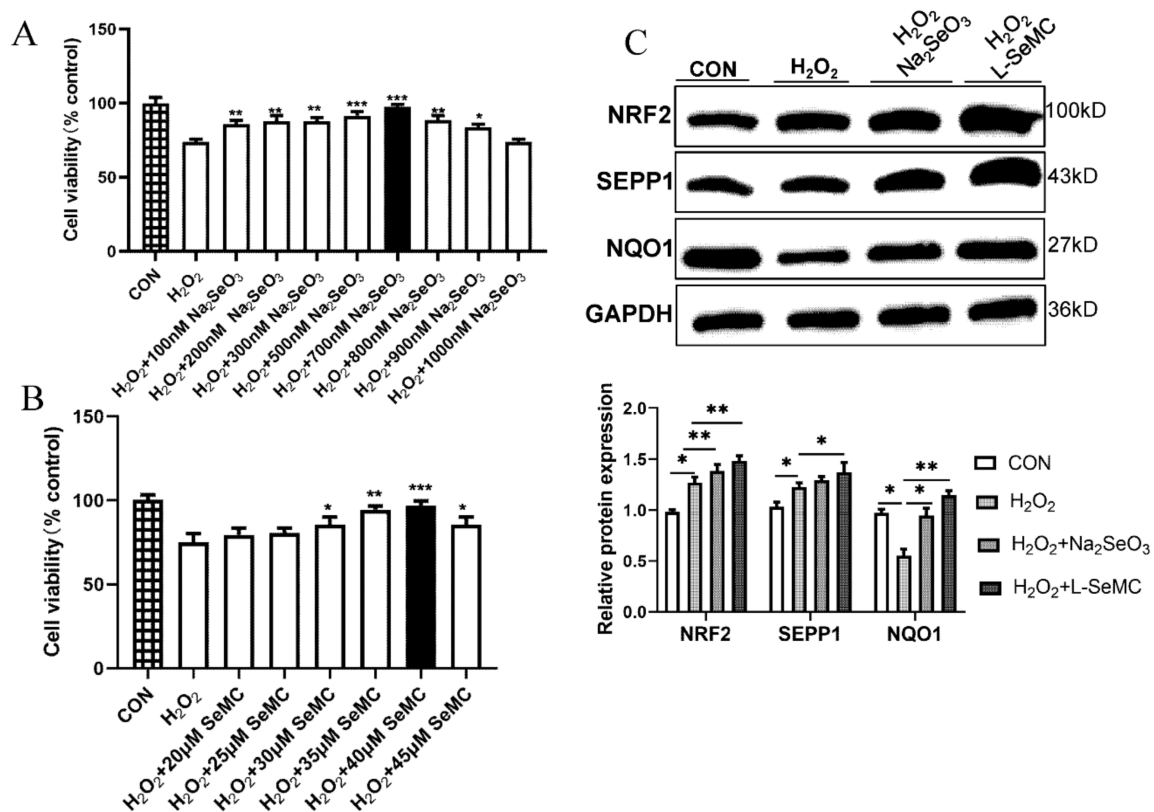 A
Cell viability (% control)
150
100
50
0
** ** ** *** *** ** *
CON
H₂O₂
H₂O₂+100nM Na₂SeO₃
H₂O₂+200nM Na₂SeO₃
H₂O₂+300nM Na₂SeO₃
H₂O₂+500nM Na₂SeO₃
H₂O₂+700nM Na₂SeO₃
H₂O₂+800nM Na₂SeO₃
H₂O₂+900nM Na₂SeO₃
H₂O₂+1000nM Na₂SeO₃
B
Cell viability (% control)
150
100
50
0
* ** *** *
CON
H₂O₂
H₂O₂+20μM SeMC
H₂O₂+25μM SeMC
H₂O₂+30μM SeMC
H₂O₂+35μM SeMC
H₂O₂+40μM SeMC
H₂O₂+45μM SeMC
C
CON
H₂O₂
H₂O₂
Na₂SeO₃
H₂O₂
L-SeMC
NRF2 100kD
SEPP1 43kD
NQO1 27kD
GAPDH 36kD
Relative protein expression
2.0
1.5
1.0
0.5
0.0
* ** **
* *
* * **
NRF2 SEPP1 NQO1
CON
H₂O₂
H₂O₂+Na₂SeO₃
H₂O₂+L-SeMC